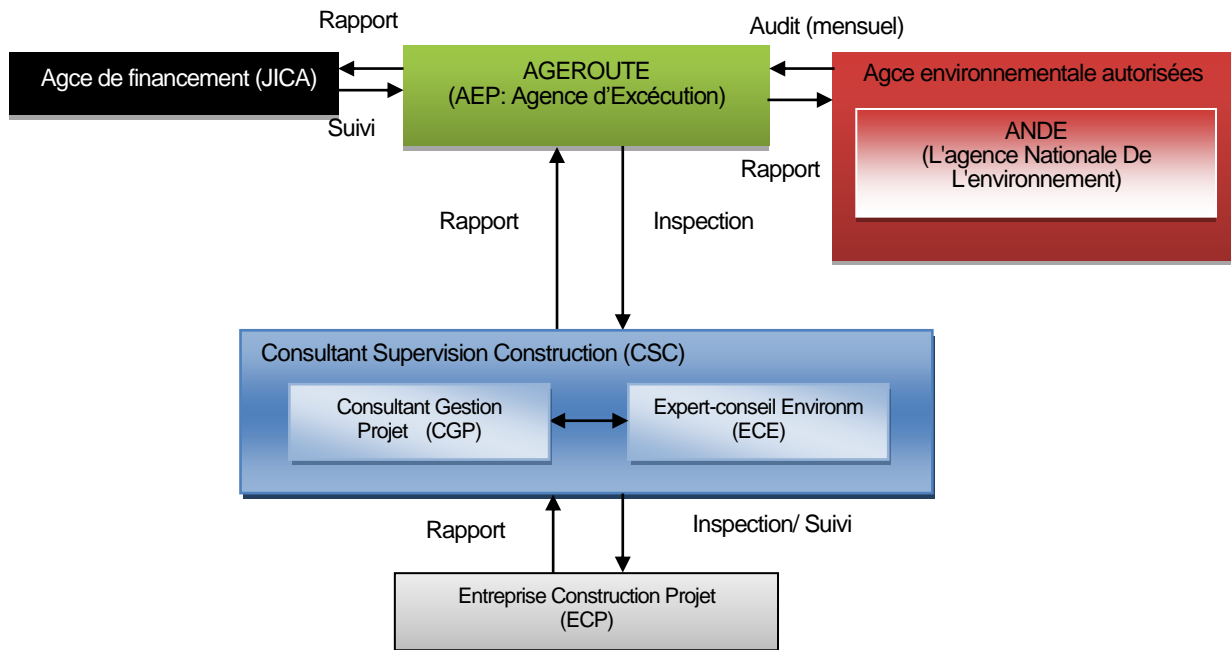 Rapport
Audit (mensuel)
Agce de financement (JICA)
AGEROUTE
(AEP: Agence d'Excécution)
Agce environnementale autorisées
Suivi
ANDE
(L'agence Nationale De
L'environnement)
Rapport
Rapport
Inspection
Consultant Supervision Construction (CSC)
Consultant Gestion
Projet (CGP)
Expert-conseil Environm
(ECE)
Rapport
Inspection/ Suivi
Entreprise Construction Projet
(ECP)